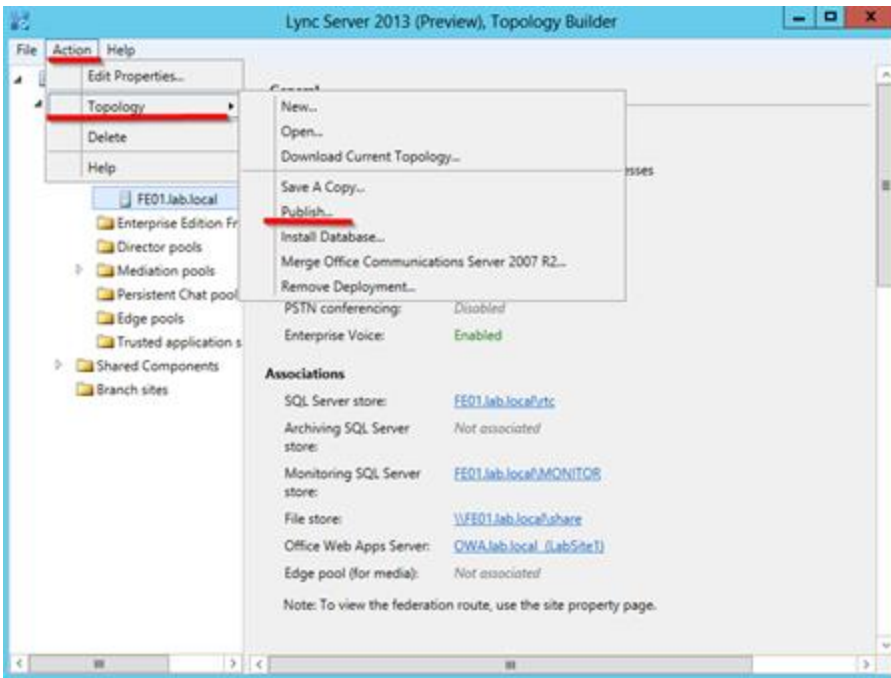 Lync Server 2013 (Preview), Topology Builder
File Action Help
Edit Properties...
Topology
Delete
Help
New...
Open...
Download Current Topology...
Save A Copy...
Publish...
Install Database...
Merge Office Communications Server 2007 R2...
Remove Deployment...
General
esses
FE01.lab.local
Enterprise Edition Fr
Director pools
Mediation pools
Persistent Chat pool
Edge pools
Trusted application s
Shared Components
Branch sites
PSTN conferencing: Disabled
Enterprise Voice: Enabled
Associations
SQL Server store: FE01.lab.local\rtc
Archiving SQL Server store: Not associated
Monitoring SQL Server store: FE01.lab.local\MONITOR
File store: \\FE01.lab.local\share
Office Web Apps Server: OWA.lab.local (LabSite1)
Edge pool (for media): Not associated
Note: To view the federation route, use the site property page.